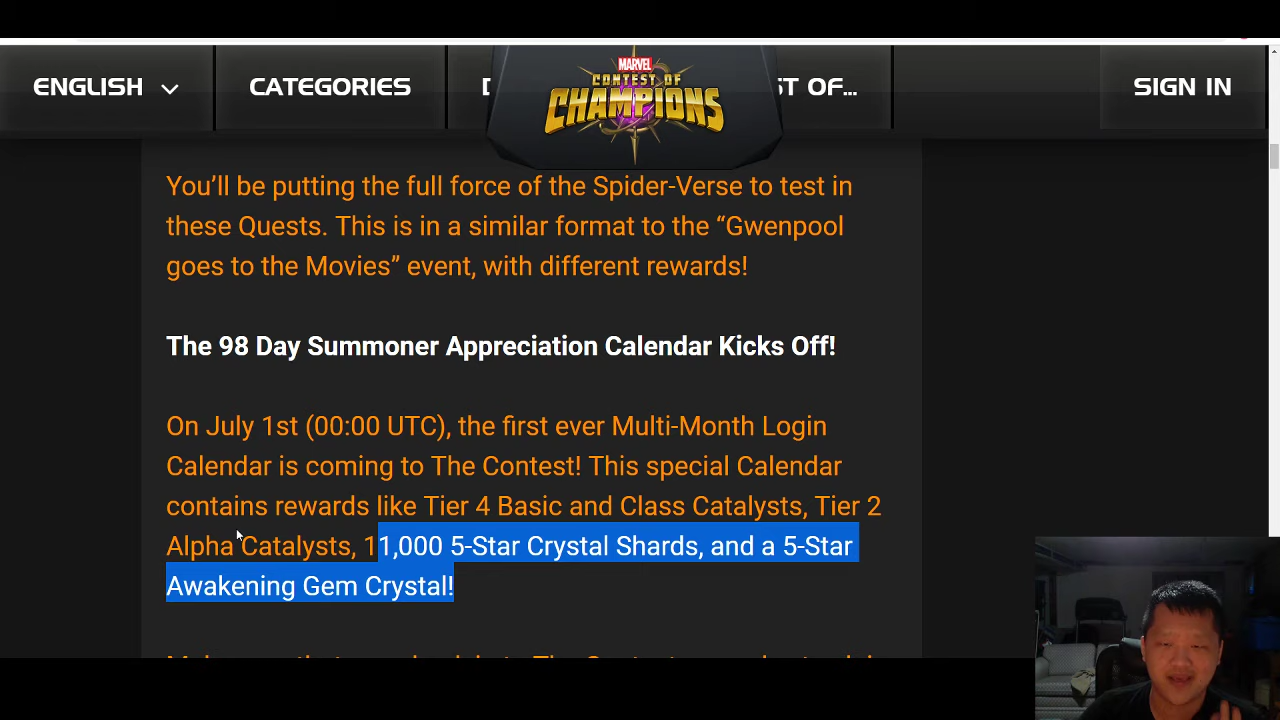 ENGLISH
CATEGORIES
D
MARVEL
CONTEST OF
CHAMPIONS
ST OF...
SIGN IN
You’ll be putting the full force of the Spider-Verse to test in
these Quests. This is in a similar format to the “Gwenpool
goes to the Movies” event, with different rewards!
The 98 Day Summoner Appreciation Calendar Kicks Off!
On July 1st (00:00 UTC), the first ever Multi-Month Login
Calendar is coming to The Contest! This special Calendar
contains rewards like Tier 4 Basic and Class Catalysts, Tier 2
Alpha Catalysts, 11,000 5-Star Crystal Shards, and a 5-Star
Awakening Gem Crystal!